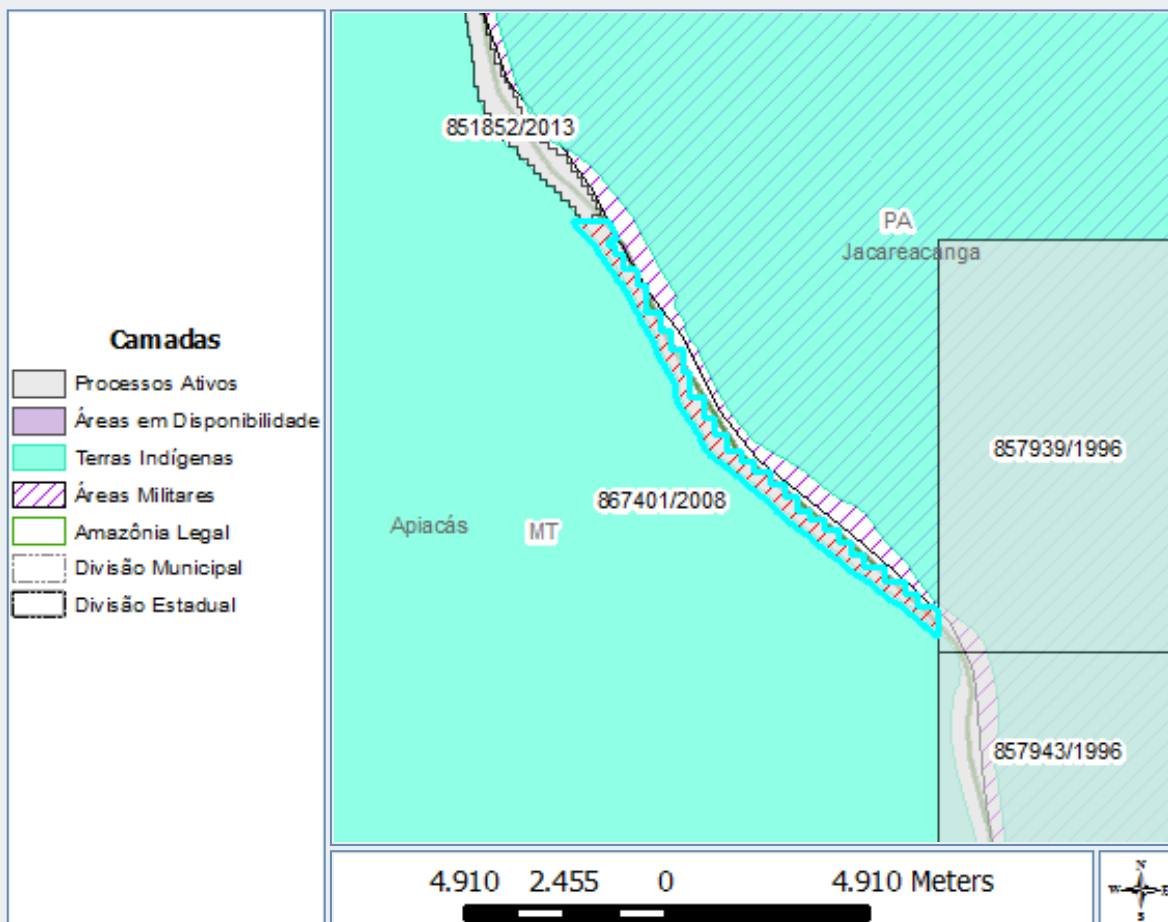 Camadas
Processos Ativos
Áreas em Disponibilidade
Terras Indígenas
Áreas Militares
Amazônia Legal
Divisão Municipal
Divisão Estadual
851852/2013
PA
Jacareacanga
857939/1996
867401/2008
Apiacás
MT
857943/1996
4.910 2.455 0 4.910 Meters
N
W E
S